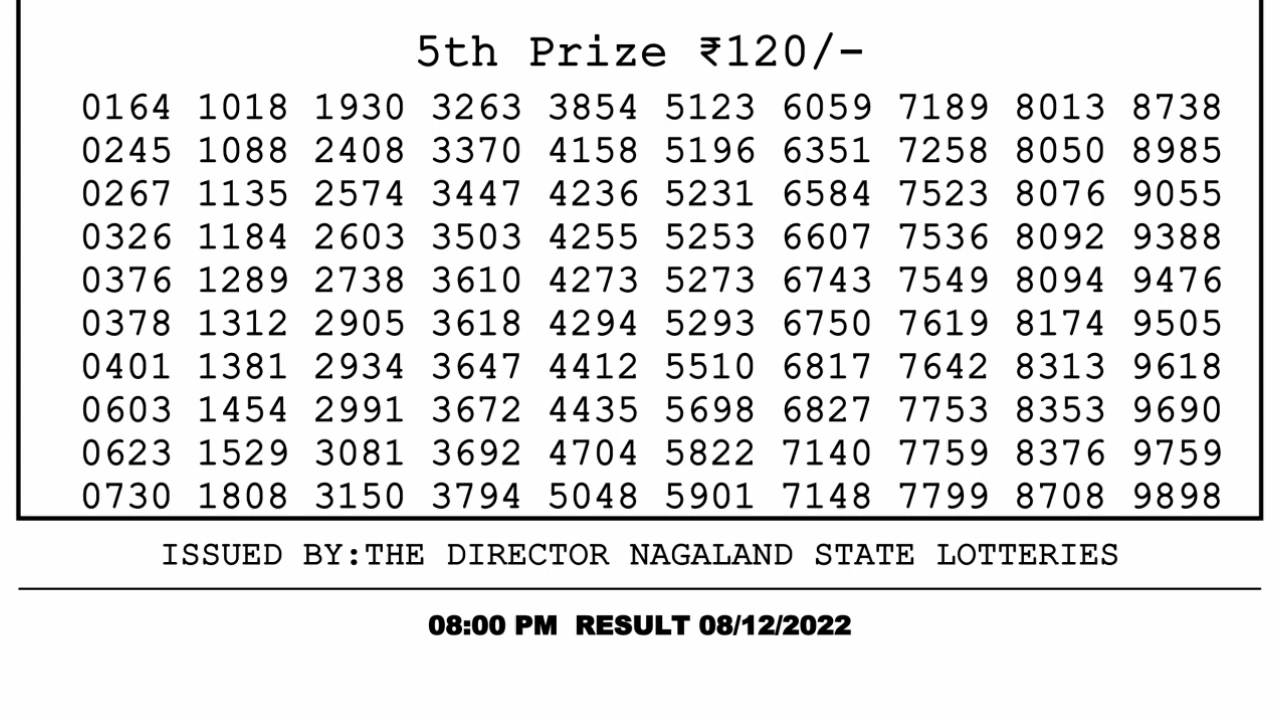 5th Prize ₹120/-
0164 1018 1930 3263 3854 5123 6059 7189 8013 8738
0245 1088 2408 3370 4158 5196 6351 7258 8050 8985
0267 1135 2574 3447 4236 5231 6584 7523 8076 9055
0326 1184 2603 3503 4255 5253 6607 7536 8092 9388
0376 1289 2738 3610 4273 5273 6743 7549 8094 9476
0378 1312 2905 3618 4294 5293 6750 7619 8174 9505
0401 1381 2934 3647 4412 5510 6817 7642 8313 9618
0603 1454 2991 3672 4435 5698 6827 7753 8353 9690
0623 1529 3081 3692 4704 5822 7140 7759 8376 9759
0730 1808 3150 3794 5048 5901 7148 7799 8708 9898
ISSUED BY:THE DIRECTOR NAGALAND STATE LOTTERIES
08:00 PM RESULT 08/12/2022